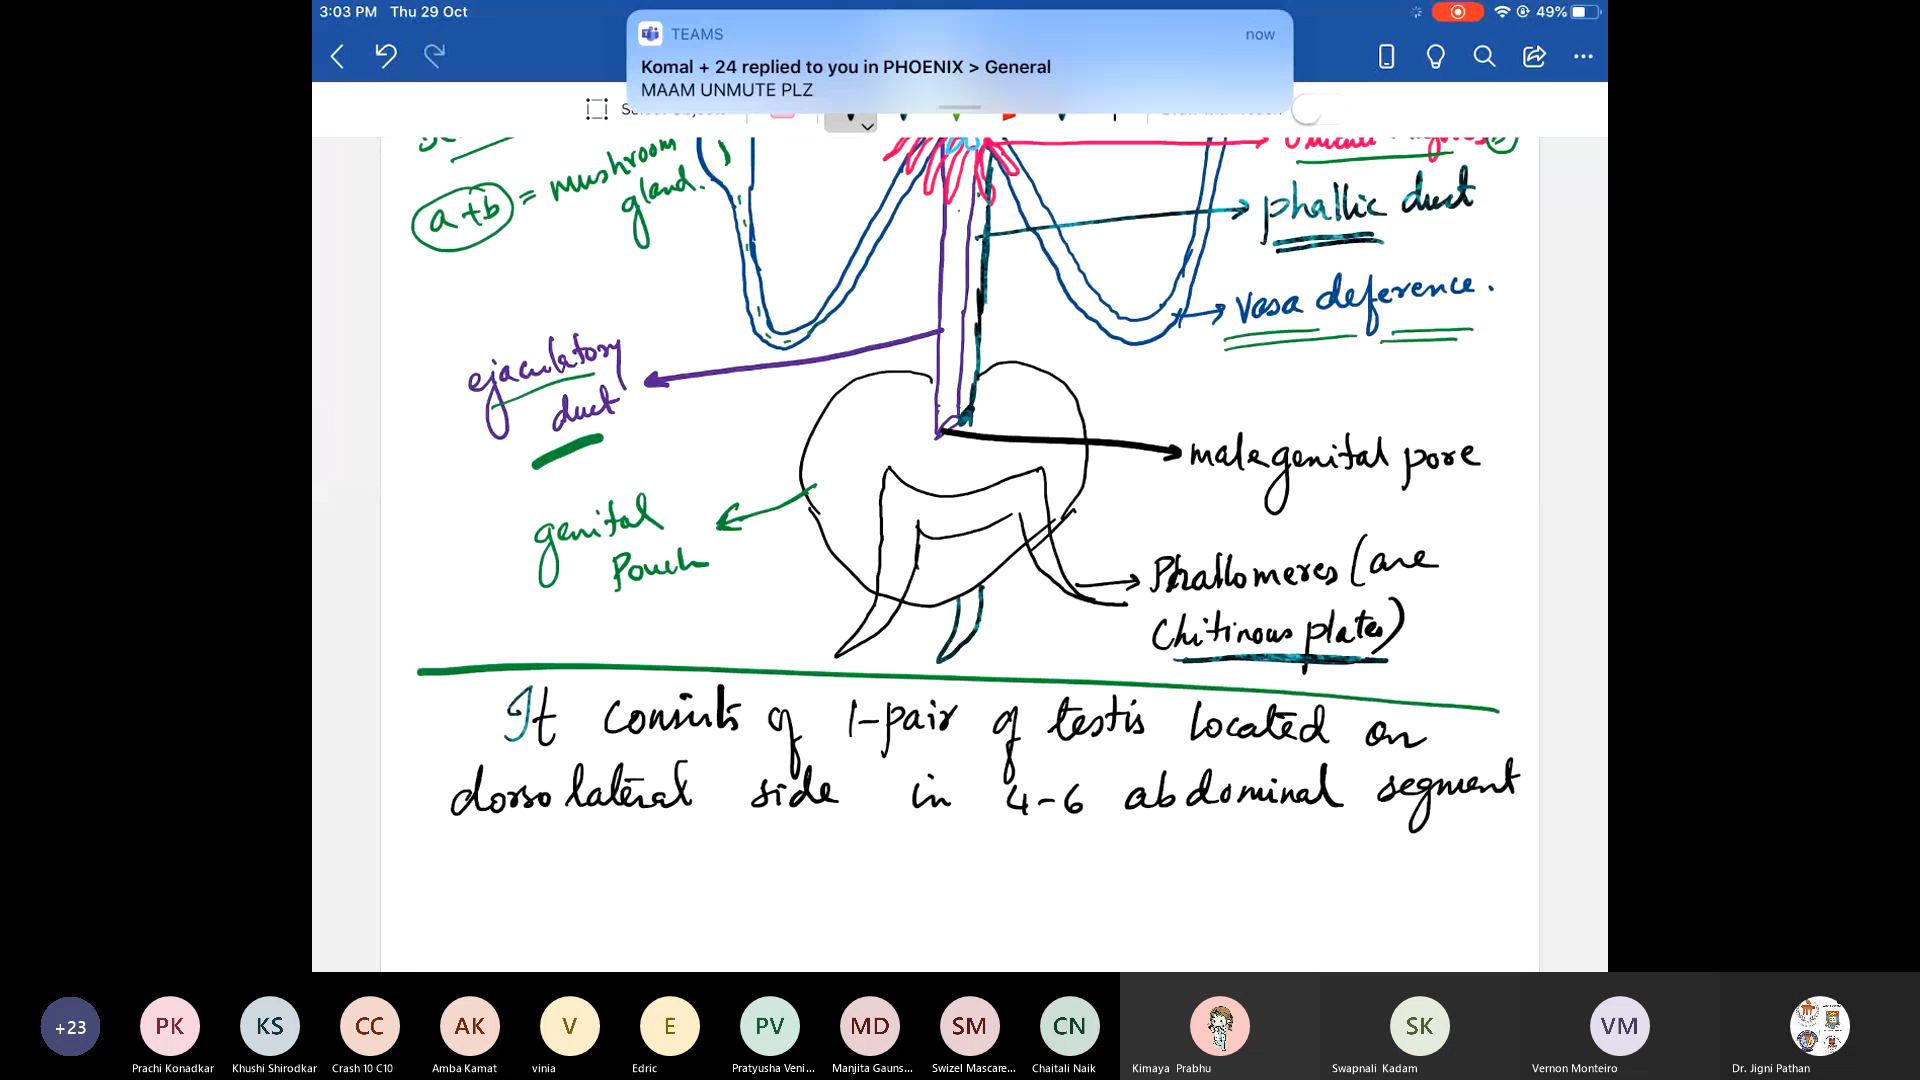 3:03 PM Thu 29 Oct
49%
TEAMS
now
Komal + 24 replied to you in PHOENIX > General
MAAM UNMUTE PLZ
a+b = mushroom
gland.
phallic duct
vasa deference.
ejaculatory
duct
male genital pore
genital
Pouch
Phallomeres (are
Chitinous plates)
It consists of 1-pair of testis located on
dorso lateral side in 4-6 abdominal segment
+23
PK
KS
CC
AK
V
E
PV
MD
SM
CN
SK
VM
Prachi Konadkar
Khushi Shirodkar
Crash 10 C10
Amba Kamat
vinia
Edric
Pratyusha Veni...
Manjita Gauns...
Swizel Mascare...
Chaitali Naik
Kimaya Prabhu
Swapnali Kadam
Vernon Monteiro
Dr. Jigni Pathan